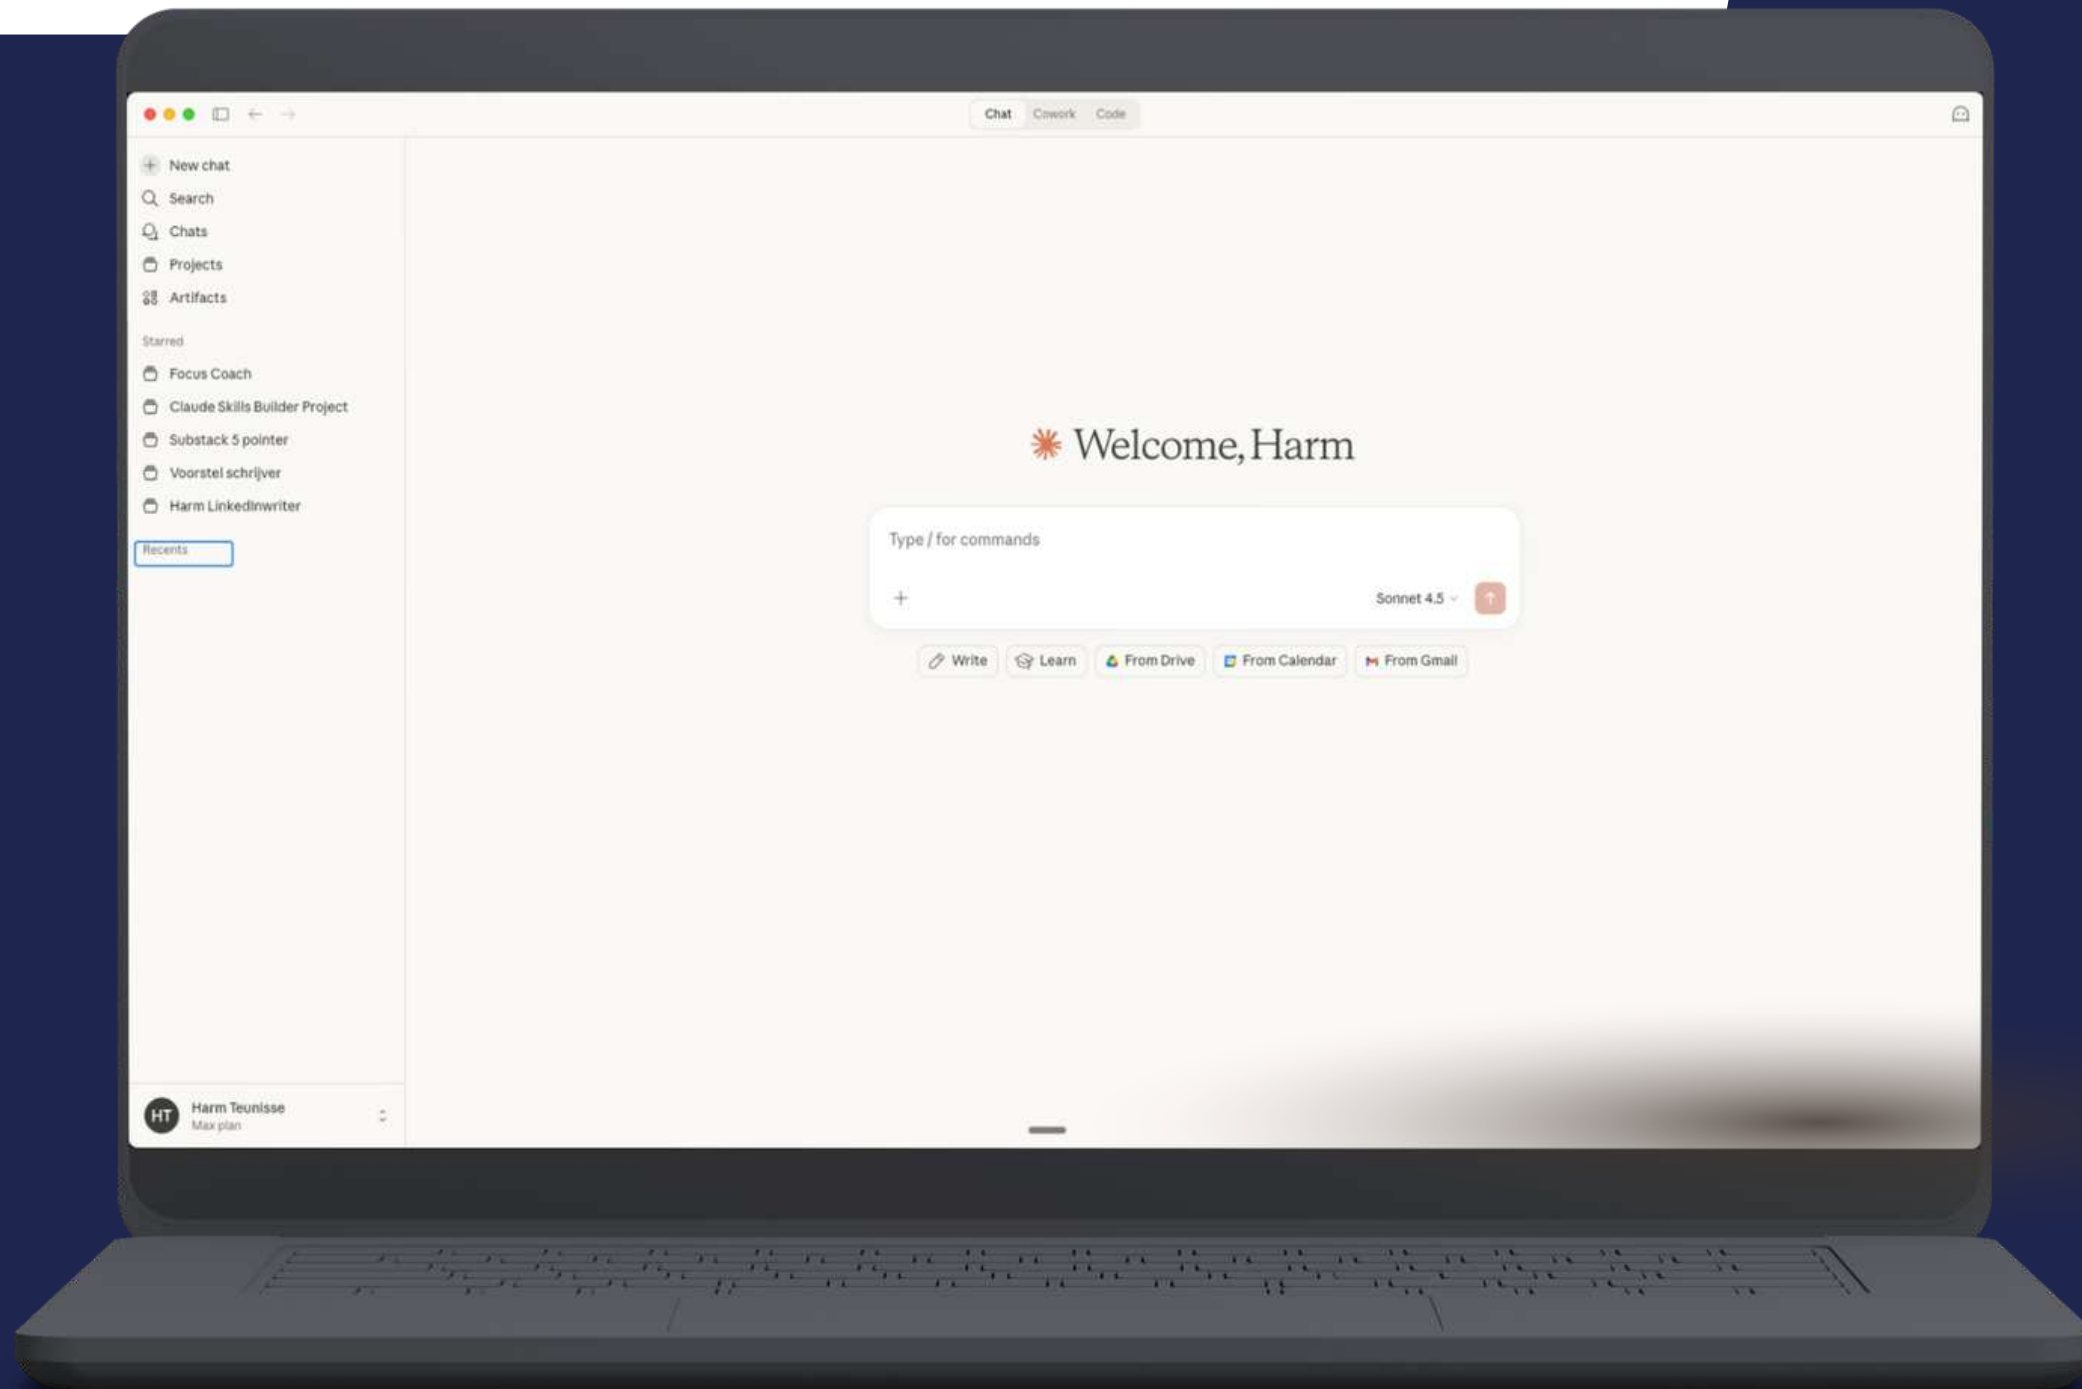 Chat Cowork Code
New chat
Search
Chats
Projects
Artifacts
Starred
Focus Coach
Claude Skills Builder Project
Substack 5 pointer
Voorstel schrijver
Harm LinkedInwriter
Recents
HT
Harm Teunisse
Max plan
Welcome, Harm
Type / for commands
Sonnet 4.5
Write Learn From Drive From Calendar From Gmail